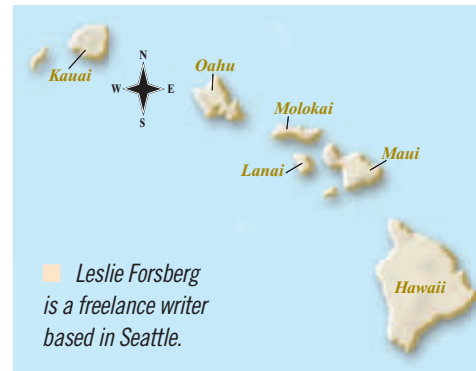 Kauai
N
W E
S
Oahu
Molokai
Lanai
Maui
Hawaii
Leslie Forsberg
is a freelance writer
based in Seattle.